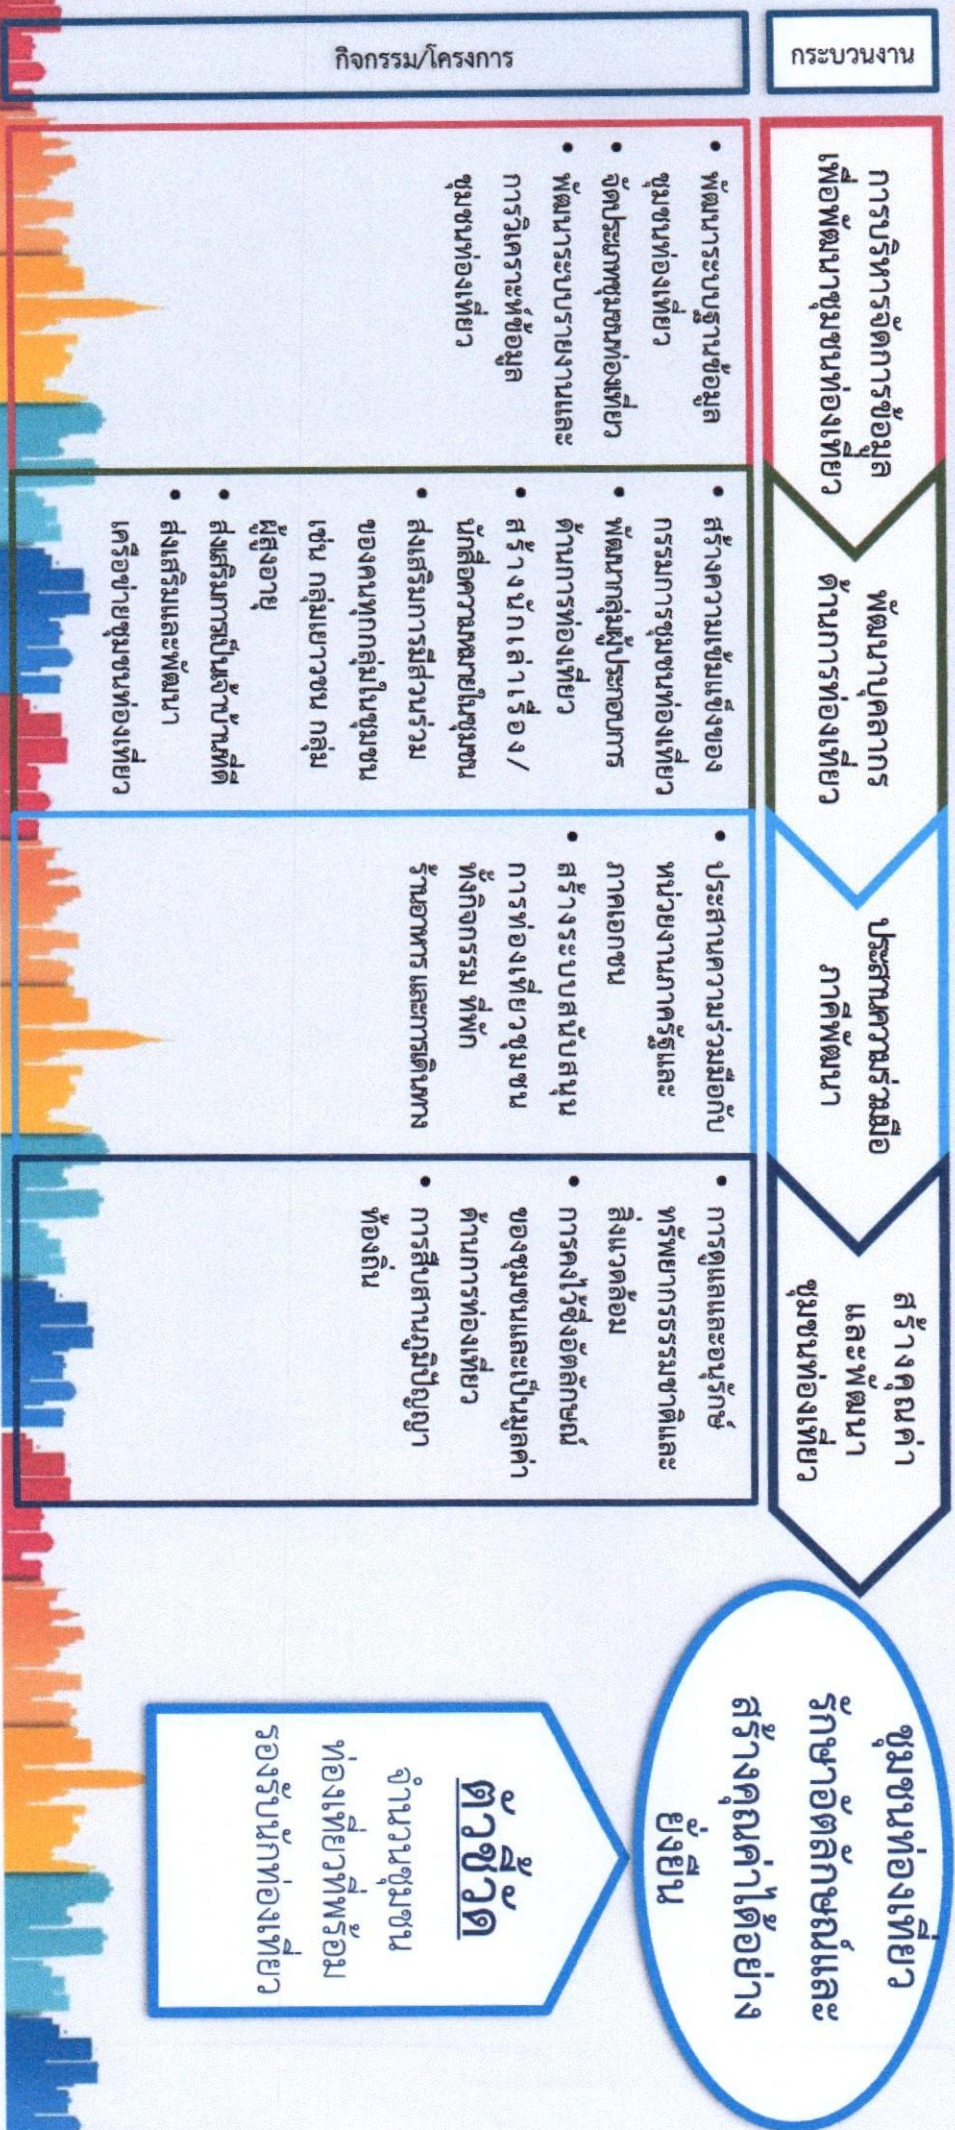 กระบวนงาน
การบริหารจัดการข้อมูล
เพื่อพัฒนาชุมชนท่องเที่ยว
พัฒนาบุคลากร
ด้านการท่องเที่ยว
ประสานความร่วมมือ
ภาคีพัฒนา
สร้างคุณค่า
และพัฒนา
ชุมชนท่องเที่ยว
ชุมชนท่องเที่ยว
รักษาอัตลักษณ์และ
สร้างคุณค่าได้อย่าง
ยั่งยืน
กิจกรรม/โครงการ
• พัฒนาระบบฐานข้อมูล
ชุมชนท่องเที่ยว
• จัดประเภทชุมชนท่องเที่ยว
• พัฒนาระบบรายงานและ
การวิเคราะห์ข้อมูล
ชุมชนท่องเที่ยว
• สร้างความเข้มแข็งของ
กรรมการชุมชนท่องเที่ยว
• พัฒนากลุ่มผู้ประกอบการ
ด้านการท่องเที่ยว
• สร้างนักเล่าเรื่อง/
นักสื่อความหมายในชุมชน
• ส่งเสริมการมีส่วนร่วม
ของคนทุกกลุ่มในชุมชน
เช่น กลุ่มเยาวชน กลุ่ม
ผู้สูงอายุ
• ส่งเสริมการเป็นเจ้าบ้านที่ดี
• ส่งเสริมและพัฒนา
เครือข่ายชุมชนท่องเที่ยว
• ประสานความร่วมมือกับ
หน่วยงานภาครัฐและ
ภาคเอกชน
• สร้างระบบสนับสนุน
การท่องเที่ยวชุมชน
ทั้งกิจกรรม ที่พัก
ร้านอาหาร และการเดินทาง
• การดูแลและอนุรักษ์
ทรัพยากรธรรมชาติและ
สิ่งแวดล้อม
• การคงไว้ซึ่งอัตลักษณ์
ของชุมชนและเป็นมูลค่า
ด้านการท่องเที่ยว
• การสืบสานภูมิปัญญา
ท้องถิ่น
ตัวชี้วัด
จำนวนชุมชน
ท่องเที่ยวที่พร้อม
รองรับนักท่องเที่ยว